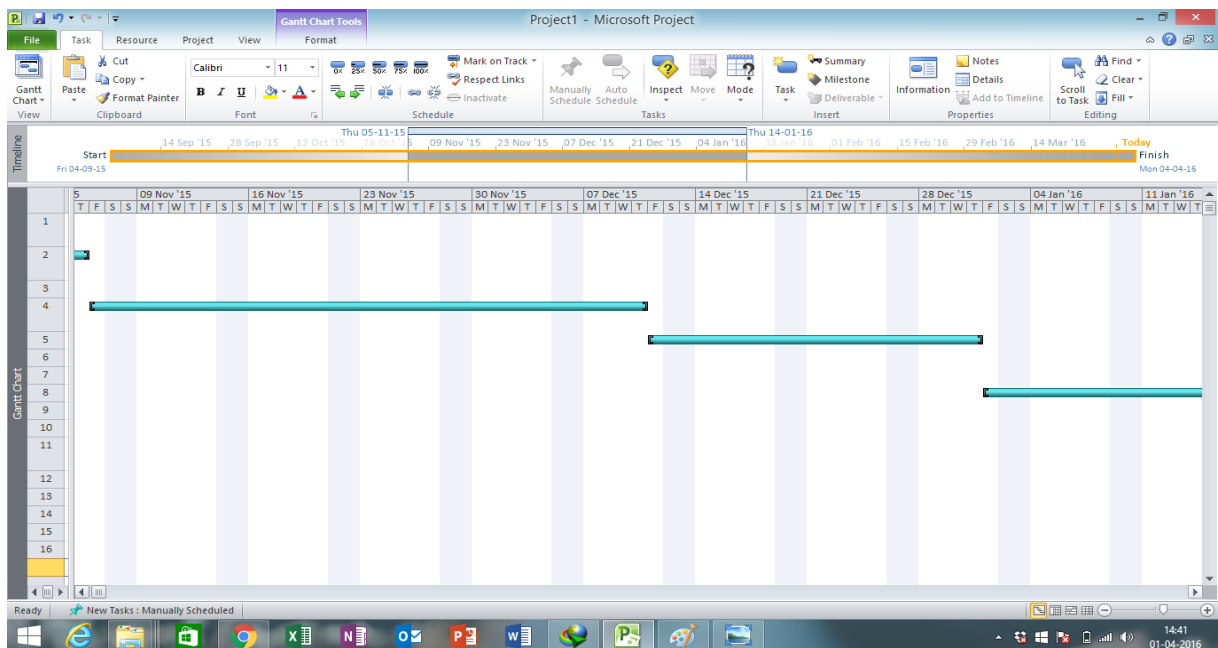 Gantt Chart Tools
Project1 - Microsoft Project
File Task Resource Project View Format
Gantt Chart
View
Paste
Cut
Copy
Format Painter
Clipboard
Calibri 11
B I U A
Font
0× 25× 50× 75× 100×
Mark on Track
Respect Links
Inactivate
Schedule
Manually Schedule
Auto Schedule
Inspect
Move
Mode
Tasks
Task
Summary
Milestone
Deliverable
Insert
Information
Notes
Details
Add to Timeline
Properties
Scroll to Task
Find
Clear
Fill
Editing
Timeline
Thu 05-11-15 Thu 14-01-16
14 Sep '15 28 Sep '15 12 Oct '15 26 Oct '15 09 Nov '15 23 Nov '15 07 Dec '15 21 Dec '15 04 Jan '16 18 Jan '16 01 Feb '16 15 Feb '16 29 Feb '16 14 Mar '16 Today
Start
Fri 04-09-15
Finish
Mon 04-04-16
5 09 Nov '15 16 Nov '15 23 Nov '15 30 Nov '15 07 Dec '15 14 Dec '15 21 Dec '15 28 Dec '15 04 Jan '16 11 Jan '16
T F S S M T W T F S S M T W T F S S M T W T F S S M T W T F S S M T W T F S S M T W T F S S M T W T F S S M T W T F S S M T W T F S S M T W T
Gantt Chart
1
2
3
4
5
6
7
8
9
10
11
12
13
14
15
16
Ready New Tasks : Manually Scheduled
14:41
01-04-2016